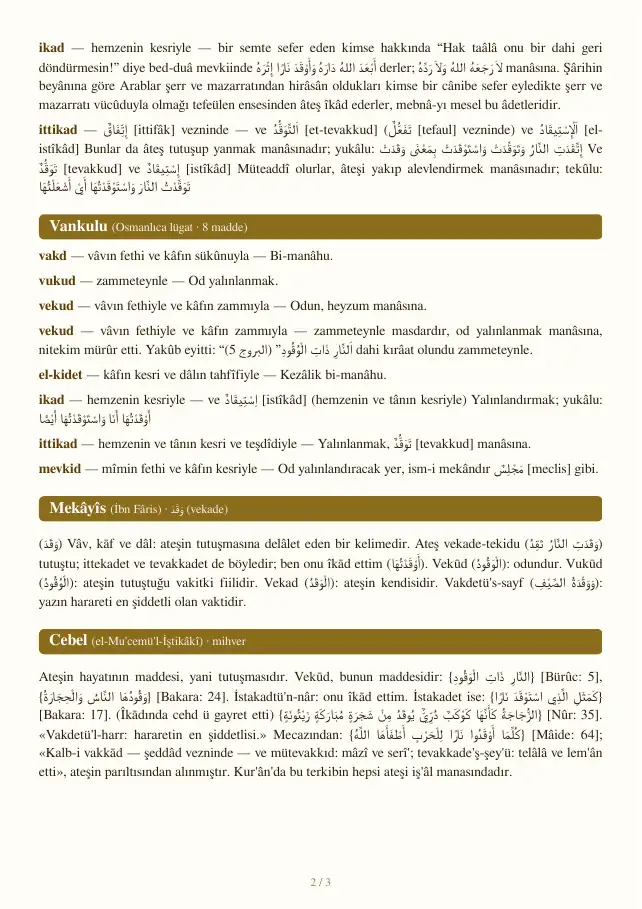 ikad — hemzenin kesriyle — bir semte sefer eden kimse hakkında “Hak taâlâ onu bir dahi geri
döndürmesin!” diye bed-duâ mevkiinde أَبْعَدَ اللهُ دَارَهُ وَأَوْقَدَ نَارًا إِثْرَهُ derler; لاَ رَجَعَهُ اللهُ وَلاَ رَدَّهُ manâsına. Şârihin
beyânına göre Arablar şerr ve mazarratından hirâsân oldukları kimse bir cânibe sefer eyledikte şerr ve
mazarratı vücûduyla olmağı tefeülen ensesinden âteş îkâd ederler, mebnâ-yı mesel bu âdetleridir.
ittikad — إِتِّفَاقٌ [ittifâk] vezninde — ve اَلتَّوَقُّدُ [et-tevakkud] (تَفَعُّلٌ [tefaul] vezninde) ve اَلْإِسْتِيقَادُ [el-
istîkâd] Bunlar da âteş tutuşup yanmak manâsınadır; yukâlu: إِتَّقَدَتِ النَّارُ وَتَوَقَّدَتْ وَاسْتَوْقَدَتْ بِمَعْنَى وَقَدَتْ Ve
تَوَقُّدٌ [tevakkud] ve إِسْتِيقَادٌ [istîkâd] Müteaddî olurlar, âteşi yakıp alevlendirmek manâsınadır; tekûlu:
تَوَقَّدْتُ النَّارَ وَاسْتَوْقَدْتُهَا أَيْ أَشْعَلْتُهَا
Vankulu (Osmanlıca lügat · 8 madde)
vakd — vâvın fethi ve kâfın sükûnuyla — Bi-manâhu.
vukud — zammeteynle — Od yalınlanmak.
vekud — vâvın fethiyle ve kâfın zammıyla — Odun, heyzum manâsına.
vekud — vâvın fethiyle ve kâfın zammıyla — zammeteynle masdardır, od yalınlanmak manâsına,
nitekim mürûr etti. Yakûb eyitti: “اَلنَّارِ ذَاتِ الْوُقُودِ” (البروج 5) dahi kırâat olundu zammeteynle.
el-kidet — kâfın kesri ve dâlın tahfîfiyle — Kezâlik bi-manâhu.
ikad — hemzenin kesriyle — ve اِسْتِيقَادٌ [istîkâd] (hemzenin ve tânın kesriyle) Yalınlandırmak; yukâlu:
أَوْقَدْتُهَا أَنَا وَاسْتَوْقَدْتُهَا أَيْضًا
ittikad — hemzenin ve tânın kesri ve teşdîdiyle — Yalınlanmak, تَوَقُّدٌ [tevakkud] manâsına.
mevkid — mîmin fethi ve kâfın kesriyle — Od yalınlandıracak yer, ism-i mekândır مَجْلِسٌ [meclis] gibi.
Mekâyîs (İbn Fâris) · وَقَدَ (vekade)
(وَقَدَ) Vâv, kāf ve dâl: ateşin tutuşmasına delâlet eden bir kelimedir. Ateş vekade-tekidu (وَقَدَتِ النَّارُ تَقِدُ)
tutuştu; ittekadet ve tevakkadet de böyledir; ben onu îkād ettim (أَوْقَدْتُهَا). Vekûd (الْوَقُودُ): odundur. Vukūd
(الْوُقُودُ): ateşin tutuştuğu vakitki fiilidir. Vekad (الْوَقَدُ): ateşin kendisidir. Vakdetü's-sayf (وَوَقْدَةُ الصَّيْفِ):
yazın harareti en şiddetli olan vaktidir.
Cebel (el-Mu'cemü'l-İştikākî) · mihver
Ateşin hayatının maddesi, yani tutuşmasıdır. Vekūd, bunun maddesidir: {النَّارِ ذَاتِ الْوَقُودِ} [Bürûc: 5],
{وَقُودُهَا النَّاسُ وَالْحِجَارَةُ} [Bakara: 24]. İstakadtü'n-nâr: onu îkād ettim. İstakadet ise: {كَمَثَلِ الَّذِي اسْتَوْقَدَ نَارًا}
[Bakara: 17]. (Îkādında cehd ü gayret etti) {الزُّجَاجَةُ كَأَنَّهَا كَوْكَبٌ دُرِّيٌّ يُوقَدُ مِنْ شَجَرَةٍ مُبَارَكَةٍ زَيْتُونَةٍ} [Nûr: 35].
«Vakdetü'l-harr: hararetin en şiddetlisi.» Mecazından: {كُلَّمَا أَوْقَدُوا نَارًا لِلْحَرْبِ أَطْفَأَهَا اللَّهُ} [Mâide: 64];
«Kalb-i vakkād — şeddâd vezninde — ve mütevakkıd: mâzî ve serî'; tevakkade'ş-şey'ü: telâlâ ve lem'ân
etti», ateşin parıltısından alınmıştır. Kur'ân'da bu terkibin hepsi ateşi iş'âl manasındadır.
2 / 3